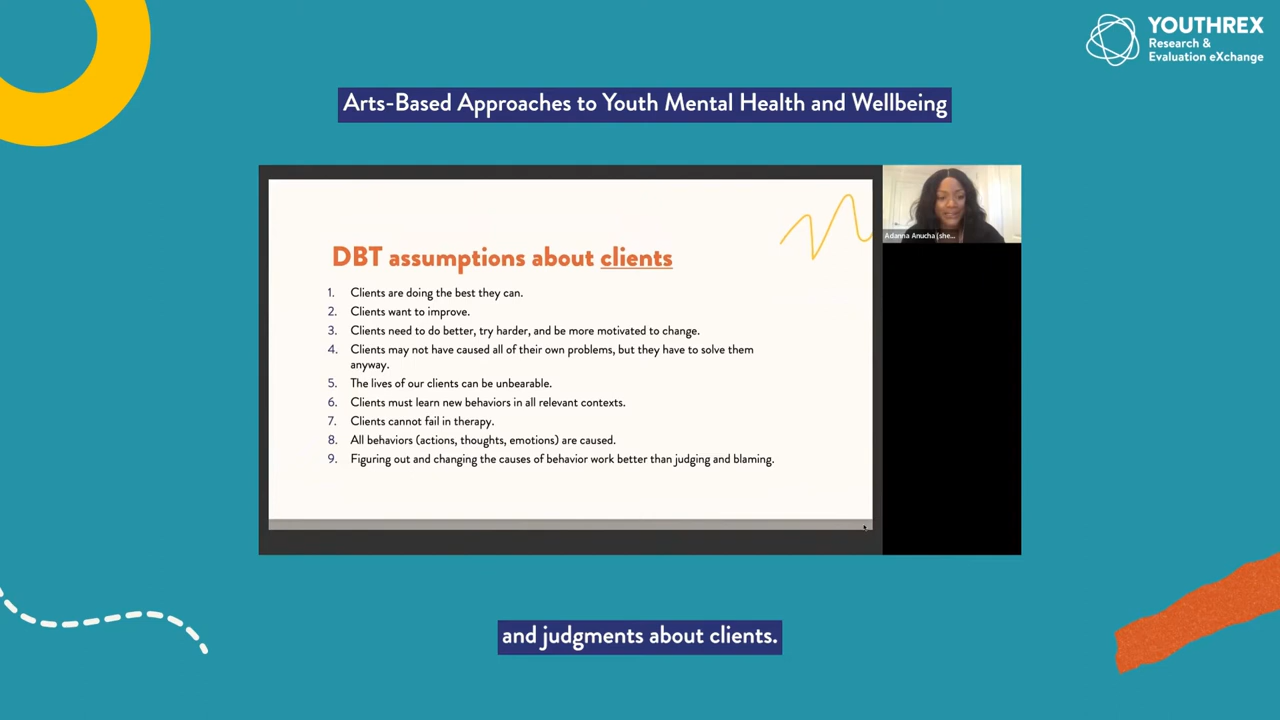 YOUTHREX
Research &
Evaluation eXchange
Arts-Based Approaches to Youth Mental Health and Wellbeing
Adanna Anucha (she...
DBT assumptions about clients
1. Clients are doing the best they can.
2. Clients want to improve.
3. Clients need to do better, try harder, and be more motivated to change.
4. Clients may not have caused all of their own problems, but they have to solve them
anyway.
5. The lives of our clients can be unbearable.
6. Clients must learn new behaviors in all relevant contexts.
7. Clients cannot fail in therapy.
8. All behaviors (actions, thoughts, emotions) are caused.
9. Figuring out and changing the causes of behavior work better than judging and blaming.
and judgments about clients.